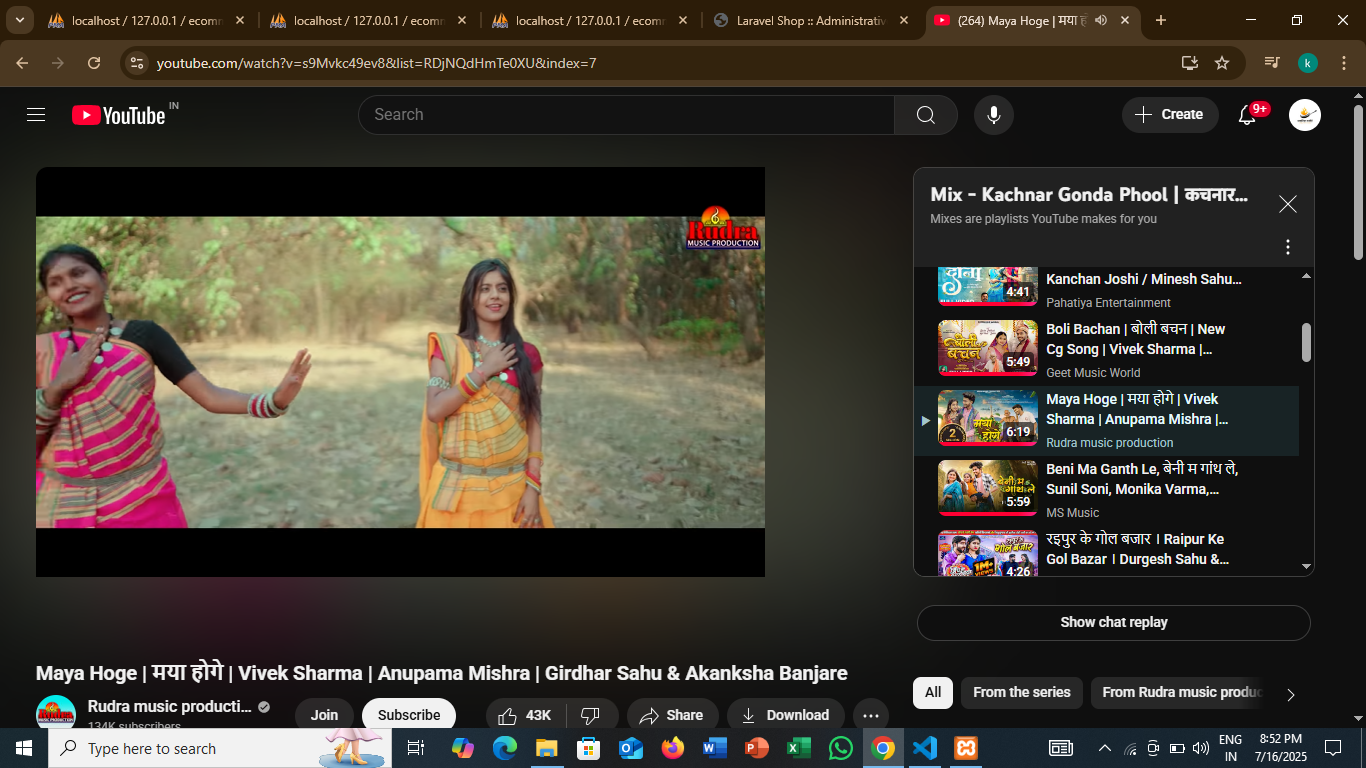 localhost / 127.0.0.1 / ecomm
localhost / 127.0.0.1 / ecomm
localhost / 127.0.0.1 / ecomm
Laravel Shop :: Administrativ
(264) Maya Hoge | मया ह
youtube.com/watch?v=s9Mvkc49ev8&list=RDjNQdHmTe0XU&index=7
k
YouTube IN
Search
Create
9+
Rudra
MUSIC PRODUCTION
Mix - Kachnar Gonda Phool | कचनार...
Mixes are playlists YouTube makes for you
4:41
Kanchan Joshi / Minesh Sahu...
Pahatiya Entertainment
बोली बचन
5:49
Boli Bachan | बोली बचन | New
Cg Song | Vivek Sharma |...
Geet Music World
मया होगे
2
6:19
Maya Hoge | मया होगे | Vivek
Sharma | Anupama Mishra |...
Rudra music production
5:59
Beni Ma Ganth Le, बेनी म गांथ ले,
Sunil Soni, Monika Varma,...
MS Music
1M+
4:26
रइपुर के गोल बजार । Raipur Ke
Gol Bazar । Durgesh Sahu &...
Show chat replay
Maya Hoge | मया होगे | Vivek Sharma | Anupama Mishra | Girdhar Sahu & Akanksha Banjare
Rudra music producti...
134K subscribers
Join
Subscribe
43K
Share
Download
All
From the series
From Rudra music produc
Type here to search
ENG
IN
8:52 PM
7/16/2025